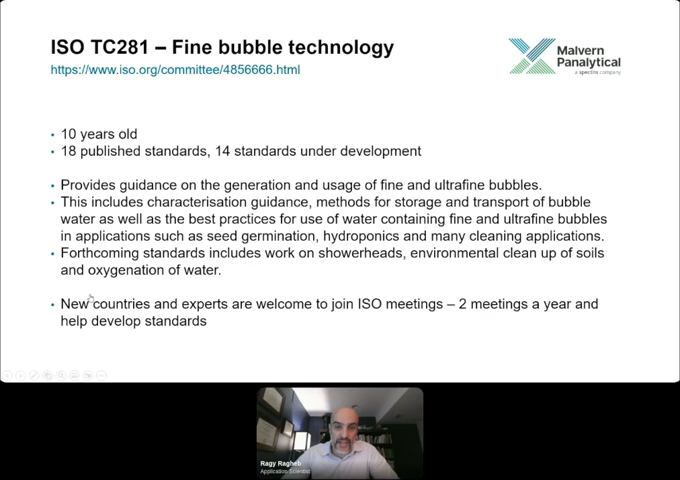 ISO TC281 – Fine bubble technology
https://www.iso.org/committee/4856666.html
Malvern
Panalytical
a spectris company
• 10 years old
• 18 published standards, 14 standards under development
• Provides guidance on the generation and usage of fine and ultrafine bubbles.
• This includes characterisation guidance, methods for storage and transport of bubble
water as well as the best practices for use of water containing fine and ultrafine bubbles
in applications such as seed germination, hydroponics and many cleaning applications.
• Forthcoming standards includes work on showerheads, environmental clean up of soils
and oxygenation of water.
• New countries and experts are welcome to join ISO meetings – 2 meetings a year and
help develop standards
Ragy Ragheb
Application Scientist